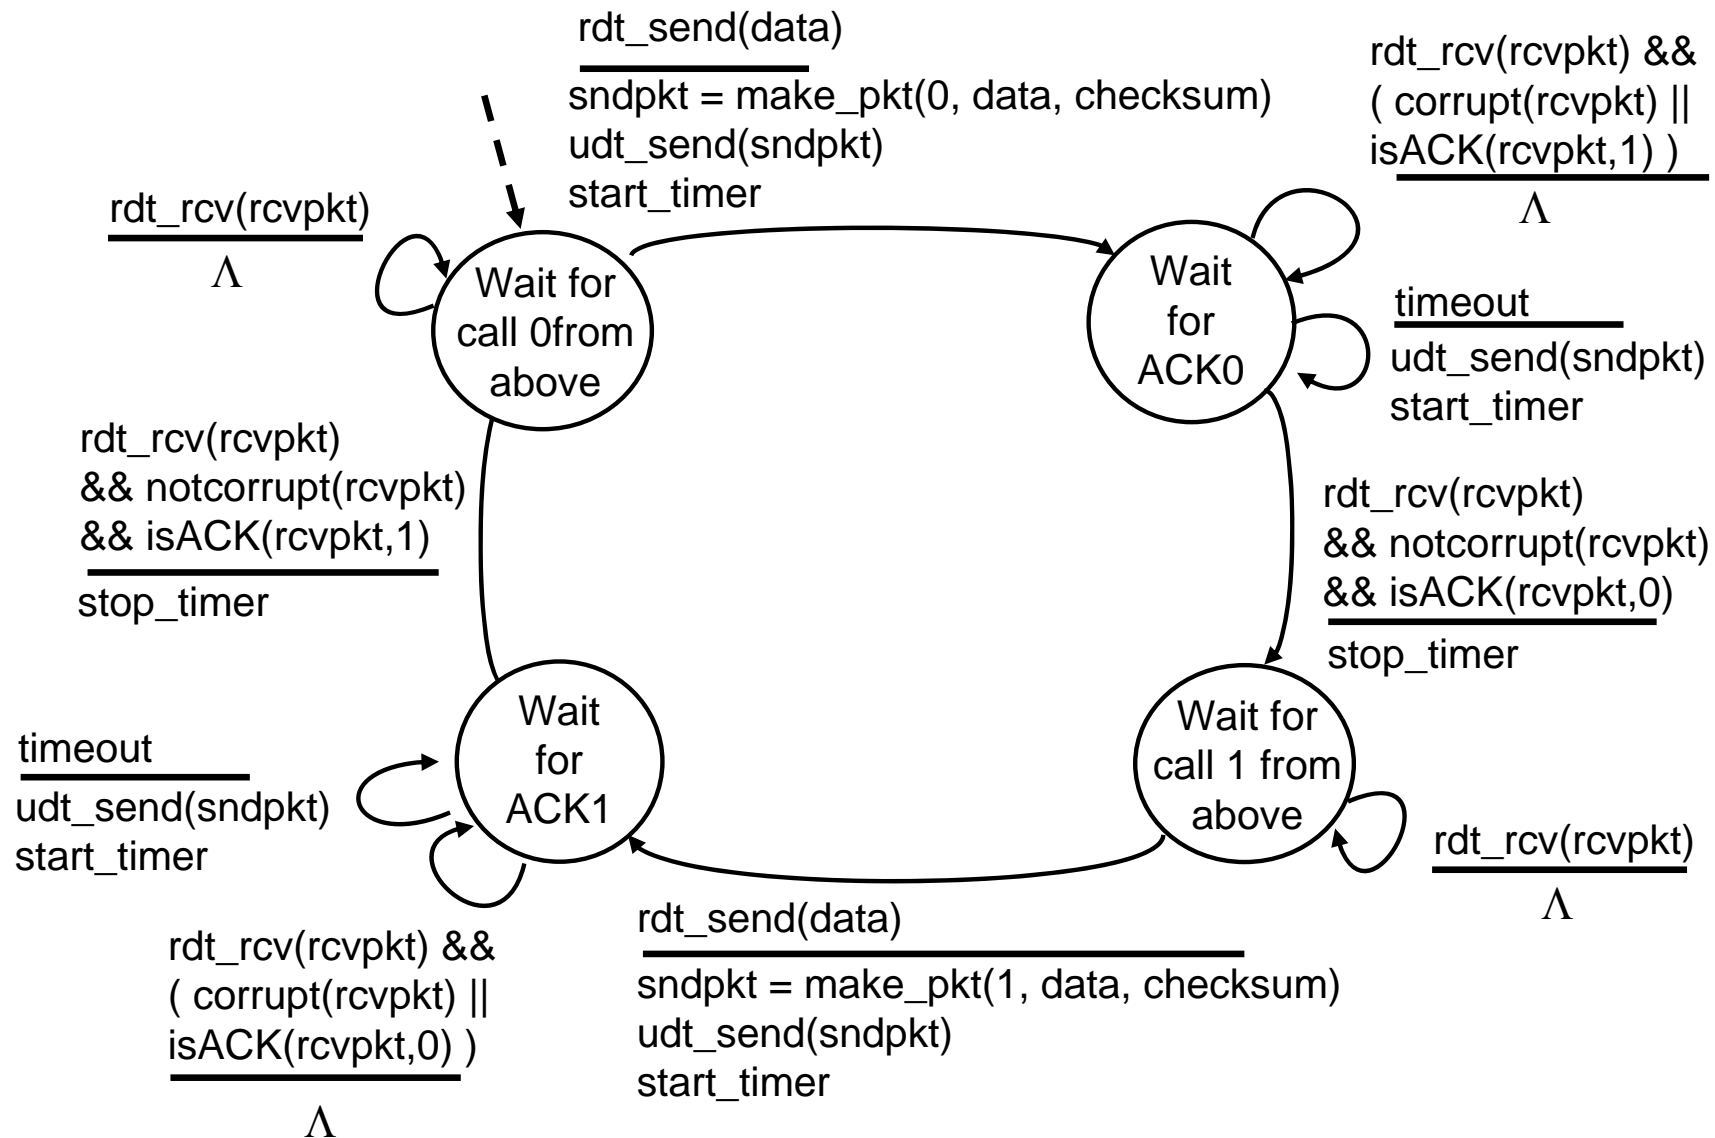 rdt_send(data)
sndpkt = make_pkt(0, data, checksum)
udt_send(sndpkt)
start_timer
rdt_rcv(rcvpkt) &&
( corrupt(rcvpkt) ||
isACK(rcvpkt,1) )
Λ
rdt_rcv(rcvpkt)
Λ
Wait for
call 0from
above
Wait
for
ACK0
timeout
udt_send(sndpkt)
start_timer
rdt_rcv(rcvpkt)
&& notcorrupt(rcvpkt)
&& isACK(rcvpkt,1)
stop_timer
rdt_rcv(rcvpkt)
&& notcorrupt(rcvpkt)
&& isACK(rcvpkt,0)
stop_timer
timeout
udt_send(sndpkt)
start_timer
Wait
for
ACK1
Wait for
call 1 from
above
rdt_rcv(rcvpkt)
Λ
rdt_rcv(rcvpkt) &&
( corrupt(rcvpkt) ||
isACK(rcvpkt,0) )
Λ
rdt_send(data)
sndpkt = make_pkt(1, data, checksum)
udt_send(sndpkt)
start_timer